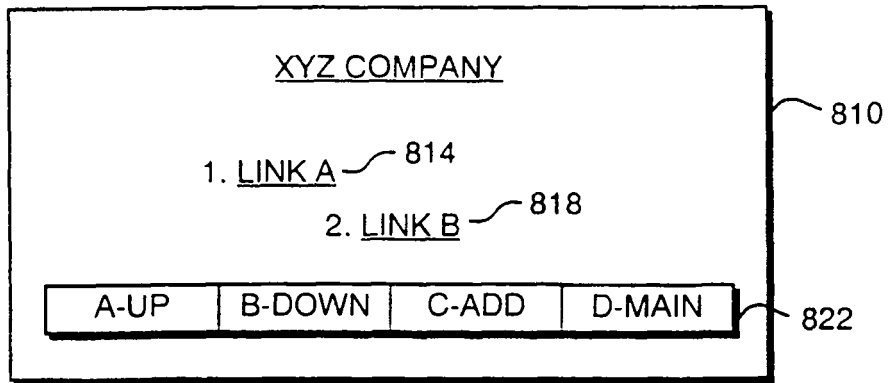 XYZ COMPANY
810
1. LINK A 814
2. LINK B 818
A-UP B-DOWN C-ADD D-MAIN
822